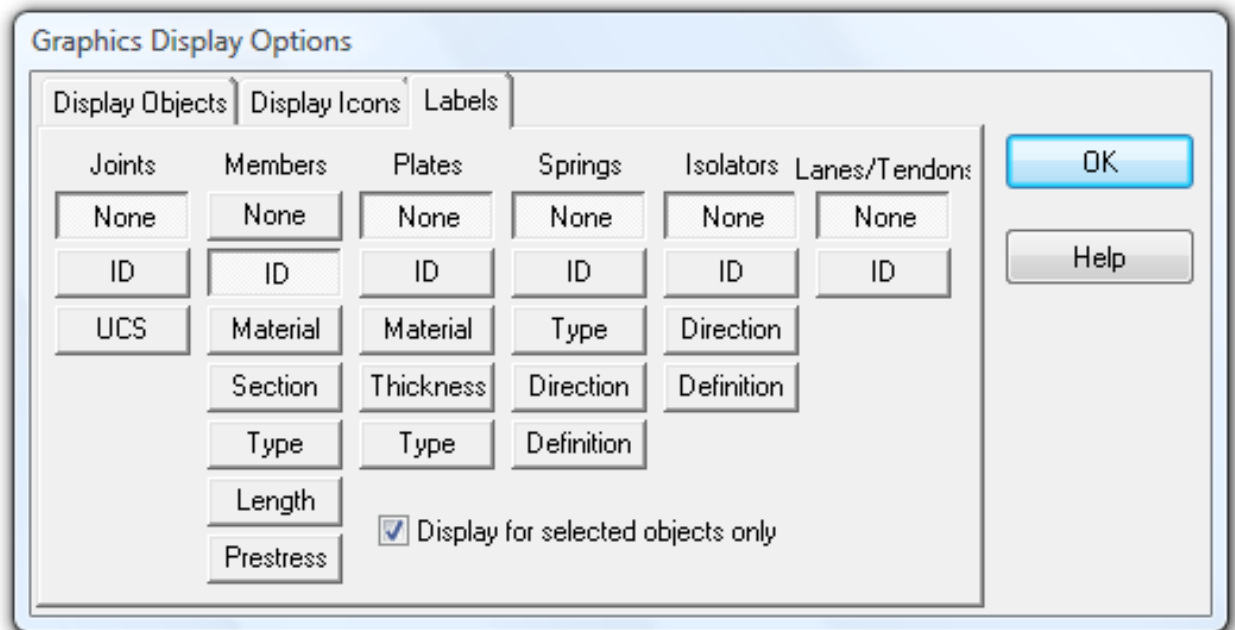 Graphics Display Options
Display Objects Display Icons Labels
Joints Members Plates Springs Isolators Lanes/Tendons
None None None None None None
ID ID ID ID ID ID
UCS Material Material Type Direction
Section Thickness Direction Definition
Type Type Definition
Length
Prestress
Display for selected objects only
OK
Help